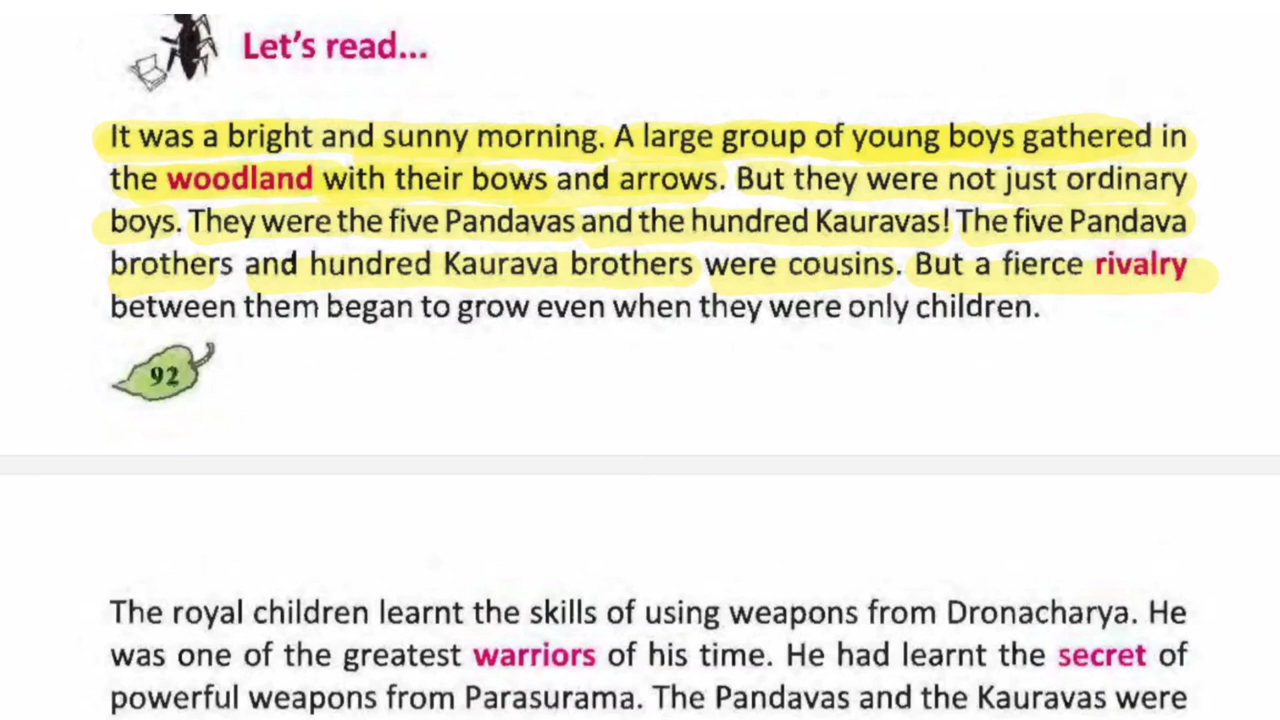 Let's read...
It was a bright and sunny morning. A large group of young boys gathered in
the woodland with their bows and arrows. But they were not just ordinary
boys. They were the five Pandavas and the hundred Kauravas! The five Pandava
brothers and hundred Kaurava brothers were cousins. But a fierce rivalry
between them began to grow even when they were only children.
92
The royal children learnt the skills of using weapons from Dronacharya. He
was one of the greatest warriors of his time. He had learnt the secret of
powerful weapons from Parasurama. The Pandavas and the Kauravas were